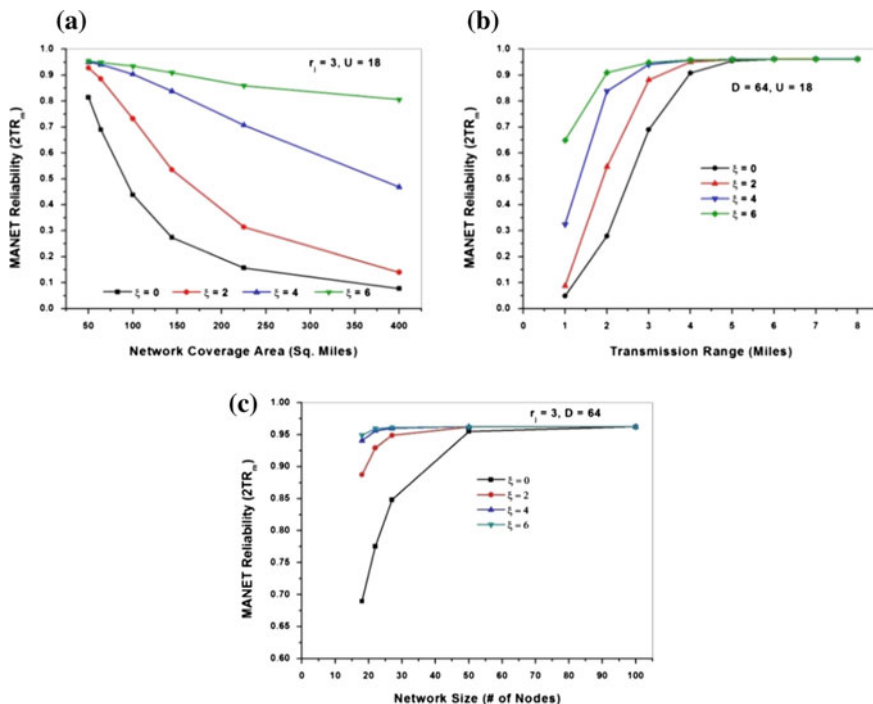 (a)
MANET Reliability (2TRm)
1.0
0.9
0.8
0.7
0.6
0.5
0.4
0.3
0.2
0.1
0.0
rj = 3, U = 18
ξ = 0
ξ = 2
ξ = 4
ξ = 6
50 100 150 200 250 300 350 400
Network Coverage Area (Sq. Miles)
(b)
MANET Reliability (2TRm)
1.0
0.9
0.8
0.7
0.6
0.5
0.4
0.3
0.2
0.1
0.0
D = 64, U = 18
ξ = 0
ξ = 2
ξ = 4
ξ = 6
0 1 2 3 4 5 6 7 8
Transmission Range (Miles)
(c)
MANET Reliability (2TRm)
1.00
0.95
0.90
0.85
0.80
0.75
0.70
0.65
0.60
rj = 3, D = 64
ξ = 0
ξ = 2
ξ = 4
ξ = 6
0 10 20 30 40 50 60 70 80 90 100
Network Size (# of Nodes)